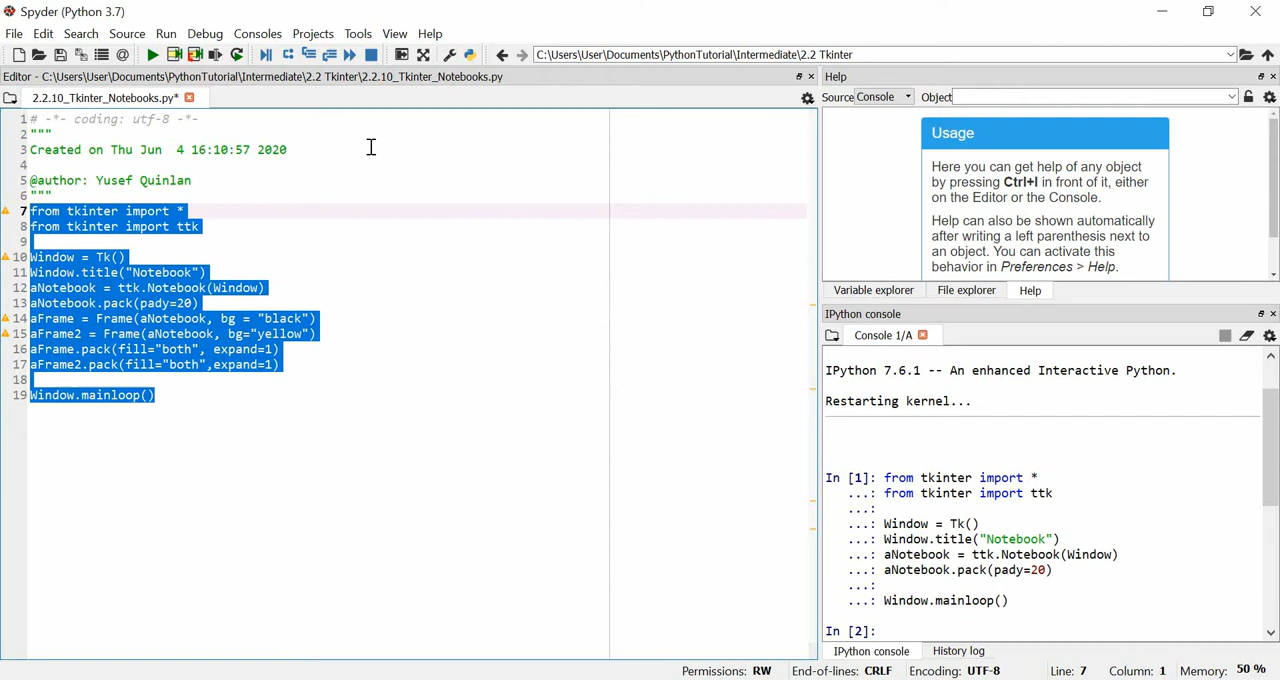 Spyder (Python 3.7)
File Edit Search Source Run Debug Consoles Projects Tools View Help
C:\Users\User\Documents\PythonTutorial\Intermediate\2.2 Tkinter
Editor - C:\Users\User\Documents\PythonTutorial\Intermediate\2.2 Tkinter\2.2.10_Tkinter_Notebooks.py
2.2.10_Tkinter_Notebooks.py*
1 # -*- coding: utf-8 -*-
2 """
3 Created on Thu Jun  4 16:10:57 2020
4
5 @author: Yusef Quinlan
6 """
7 from tkinter import *
8 from tkinter import ttk
9
10 Window = Tk()
11 Window.title("Notebook")
12 aNotebook = ttk.Notebook(Window)
13 aNotebook.pack(pady=20)
14 aFrame = Frame(aNotebook, bg = "black")
15 aFrame2 = Frame(aNotebook, bg="yellow")
16 aFrame.pack(fill="both", expand=1)
17 aFrame2.pack(fill="both",expand=1)
18
19 Window.mainloop()
Help
Source Console Object
Usage
Here you can get help of any object
by pressing Ctrl+I in front of it, either
on the Editor or the Console.
Help can also be shown automatically
after writing a left parenthesis next to
an object. You can activate this
behavior in Preferences > Help.
Variable explorer File explorer Help
IPython console
Console 1/A
IPython 7.6.1 -- An enhanced Interactive Python.
Restarting kernel...
In [1]: from tkinter import *
...: from tkinter import ttk
...:
...: Window = Tk()
...: Window.title("Notebook")
...: aNotebook = ttk.Notebook(Window)
...: aNotebook.pack(pady=20)
...:
...: Window.mainloop()
In [2]:
IPython console History log
Permissions: RW End-of-lines: CRLF Encoding: UTF-8 Line: 7 Column: 1 Memory: 50 %